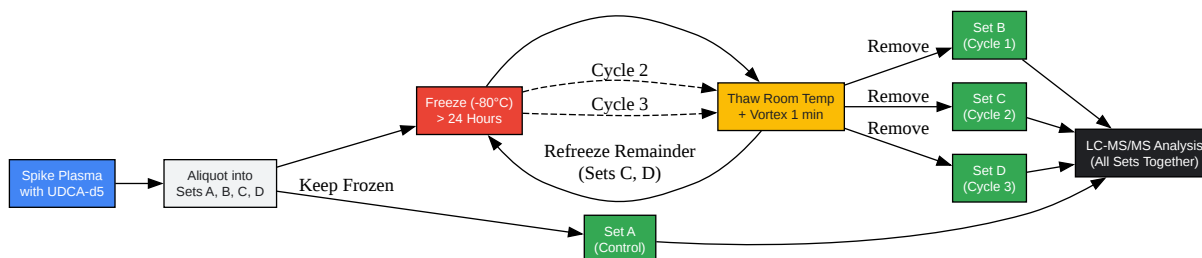 Spike Plasma
with UDCA-d5
Aliquot into
Sets A, B, C, D
Keep Frozen
Freeze (-80°C)
> 24 Hours
Cycle 2
Cycle 3
Refreeze Remainder
(Sets C, D)
Thaw Room Temp
+ Vortex 1 min
Remove
Remove
Remove
Set B
(Cycle 1)
Set C
(Cycle 2)
Set D
(Cycle 3)
Set A
(Control)
LC-MS/MS Analysis
(All Sets Together)